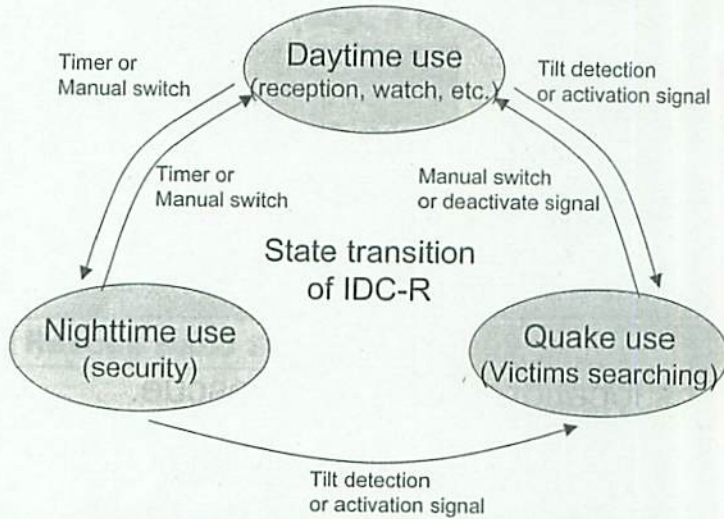 Daytime use
(reception, watch, etc.)
Timer or
Manual switch
Tilt detection
or activation signal
Timer or
Manual switch
Manual switch
or deactivate signal
State transition
of IDC-R
Nighttime use
(security)
Quake use
(Victims searching)
Tilt detection
or activation signal